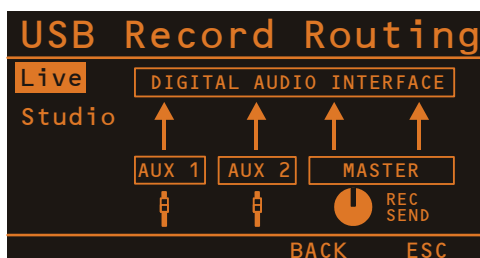 USB Record Routing
Live
DIGITAL AUDIO INTERFACE
Studio
AUX 1
AUX 2
MASTER
REC
SEND
BACK
ESC